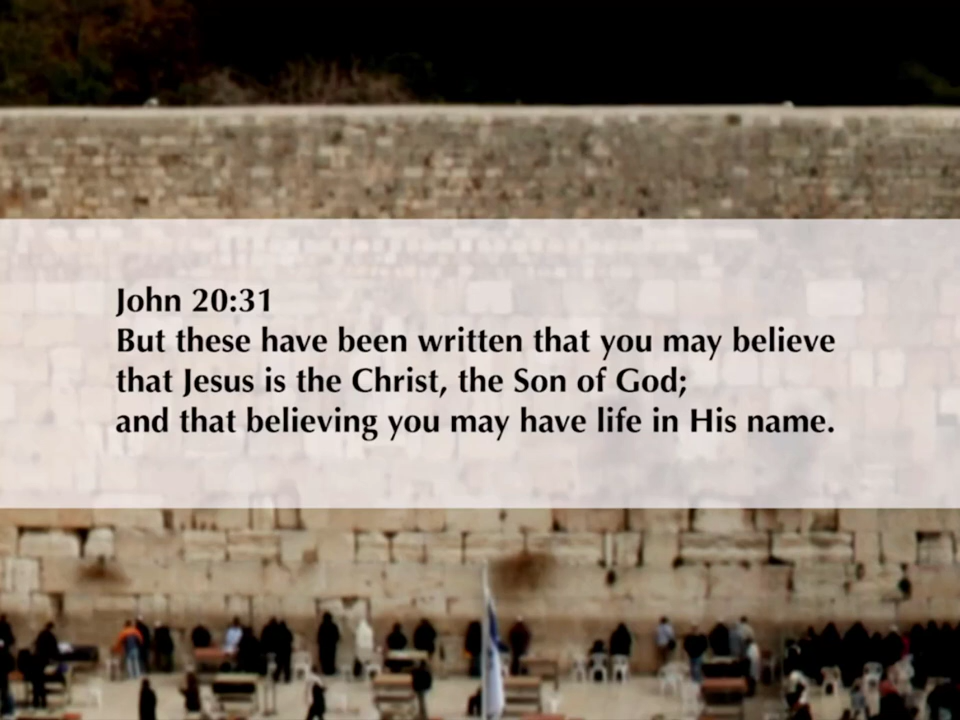 John 20:31
But these have been written that you may believe
that Jesus is the Christ, the Son of God;
and that believing you may have life in His name.